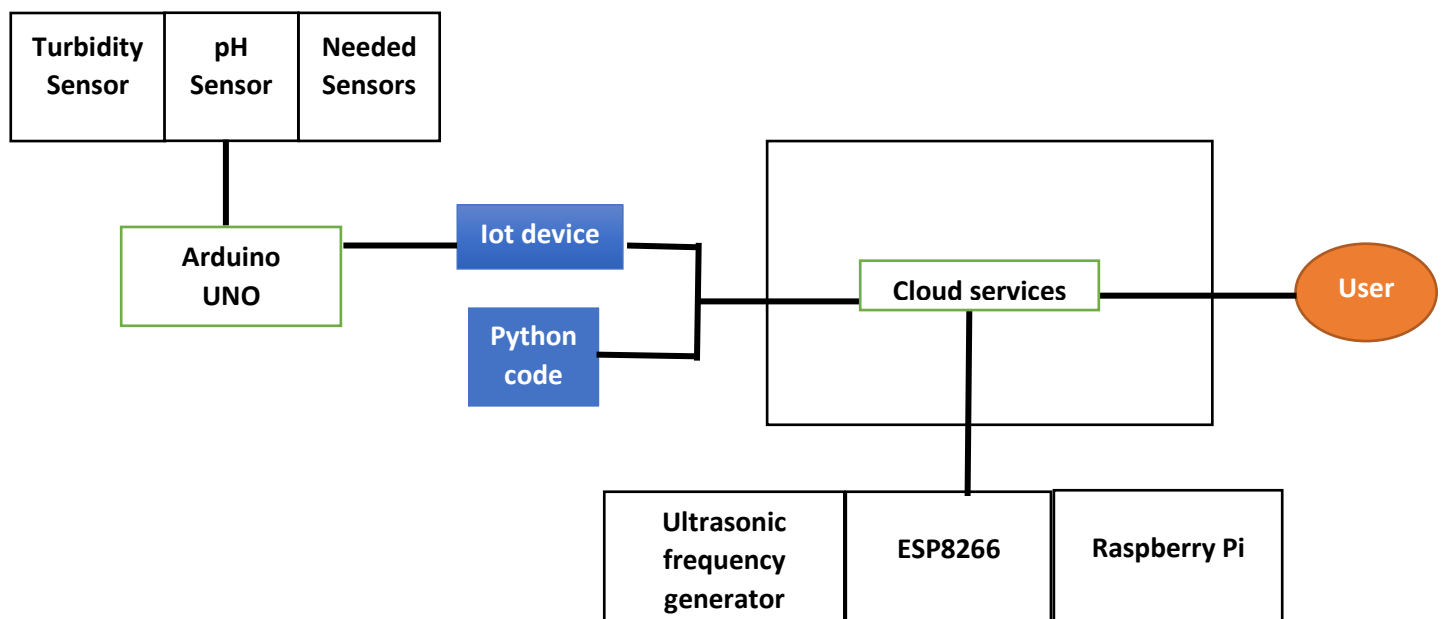 Turbidity
Sensor
pH
Sensor
Needed
Sensors
Arduino
UNO
Iot device
Python
code
Cloud services
User
Ultrasonic
frequency
generator
ESP8266
Raspberry Pi